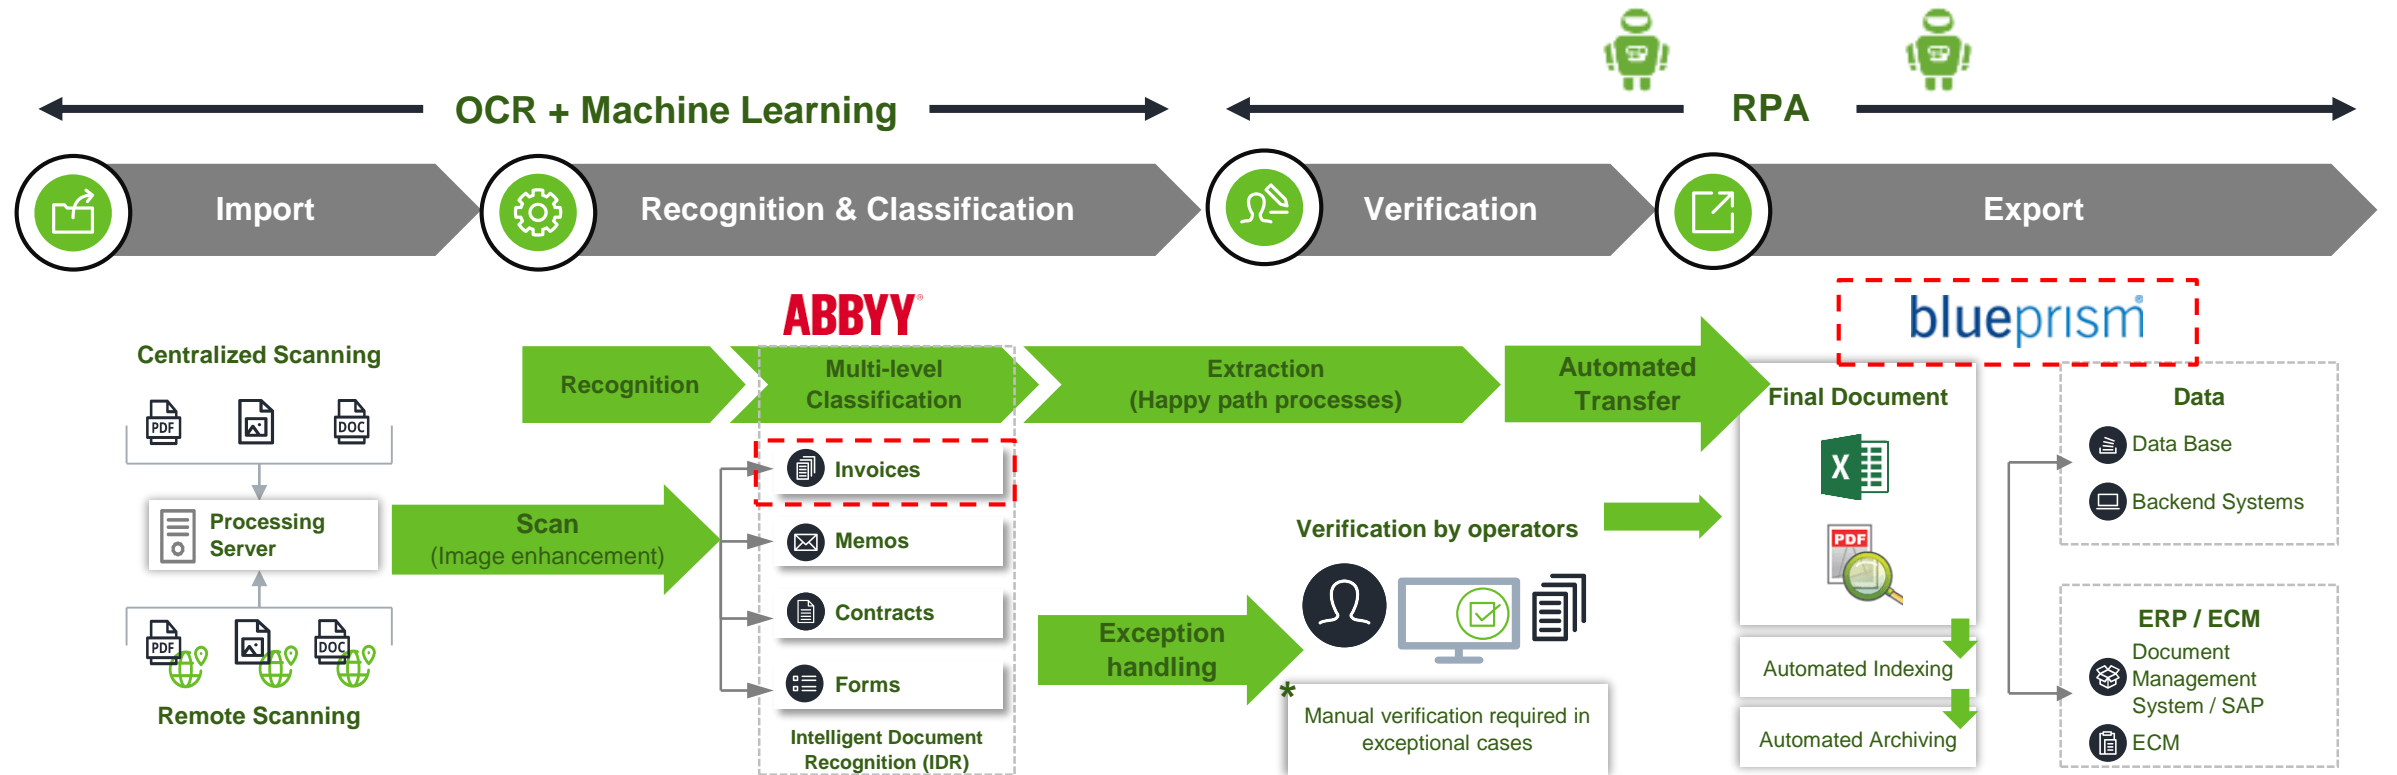 OCR + Machine Learning
RPA
Import
Recognition & Classification
Verification
Export
ABBYY®
blueprism®
Centralized Scanning
PDF
DOC
Processing
Server
PDF
DOC
Remote Scanning
Scan
(Image enhancement)
Recognition
Multi-level
Classification
Extraction
(Happy path processes)
Automated
Transfer
Invoices
Memos
Contracts
Forms
Intelligent Document
Recognition (IDR)
Exception
handling
Verification by operators
*
Manual verification required in
exceptional cases
Final Document
X
PDF
Automated Indexing
Automated Archiving
Data
Data Base
Backend Systems
ERP / ECM
Document
Management
System / SAP
ECM